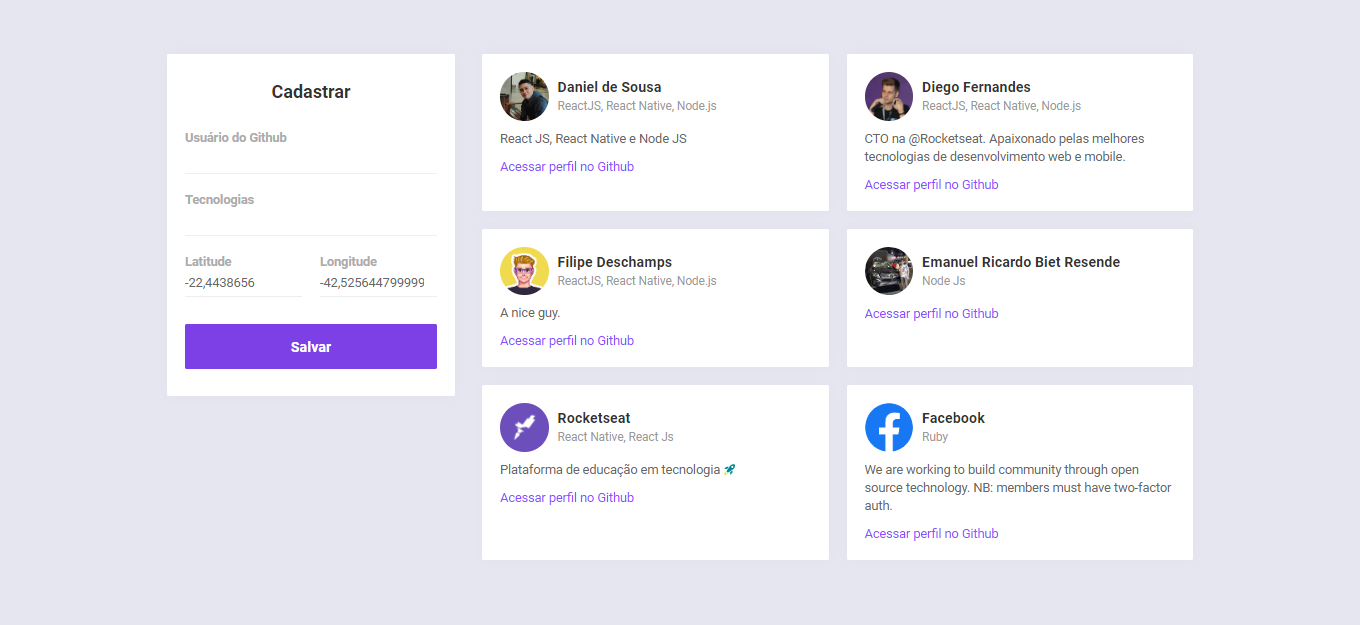 Cadastrar
Usuário do Github
Tecnologias
Latitude
Longitude
-22,4438656
-42,525644799999
Salvar
Daniel de Sousa
ReactJS, React Native, Node.js
React JS, React Native e Node JS
Acessar perfil no Github
Diego Fernandes
ReactJS, React Native, Node.js
CTO na @Rocketseat. Apaixonado pelas melhores
tecnologias de desenvolvimento web e mobile.
Acessar perfil no Github
Filipe Deschamps
ReactJS, React Native, Node.js
A nice guy.
Acessar perfil no Github
Emanuel Ricardo Biet Resende
Node Js
Acessar perfil no Github
Rocketseat
React Native, React Js
Plataforma de educação em tecnologia 🚀
Acessar perfil no Github
Facebook
Ruby
We are working to build community through open
source technology. NB: members must have two-factor
auth.
Acessar perfil no Github